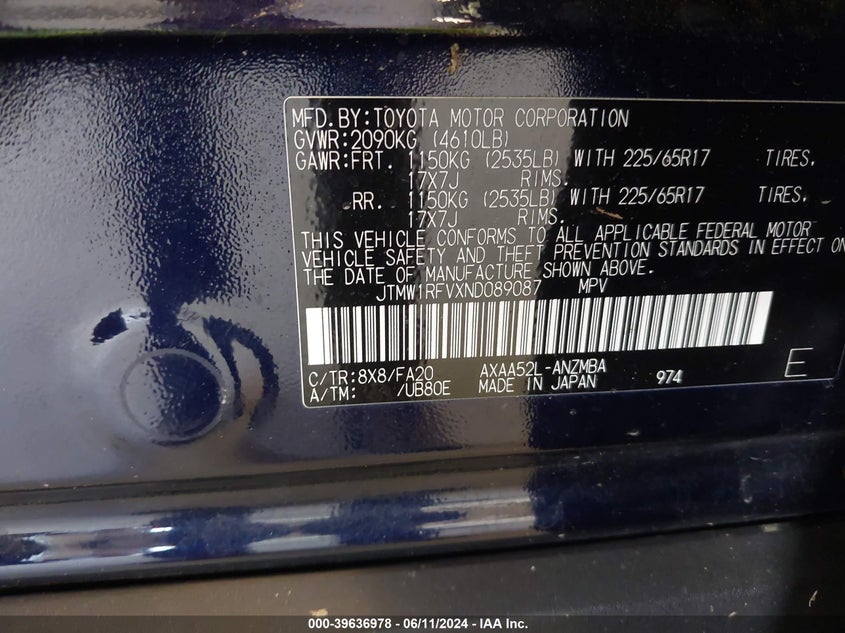 MFD.BY:TOYOTA MOTOR CORPORATION
GVWR:2090KG (4610LB)
GAWR:FRT. 1150KG (2535LB) WITH 225/65R17 TIRES,
17X7J RIMS.
RR. 1150KG (2535LB) WITH 225/65R17 TIRES,
17X7J RIMS.
THIS VEHICLE CONFORMS TO ALL APPLICABLE FEDERAL MOTOR
VEHICLE SAFETY AND THEFT PREVENTION STANDARDS IN EFFECT ON
THE DATE OF MANUFACTURE SHOWN ABOVE.
JTMW1RFVXND089087 MPV
C/TR:8X8/FA20 AXAA52L-ANZMBA
A/TM: /UB80E MADE IN JAPAN 974 E
000-39636978 - 06/11/2024 - IAA Inc.